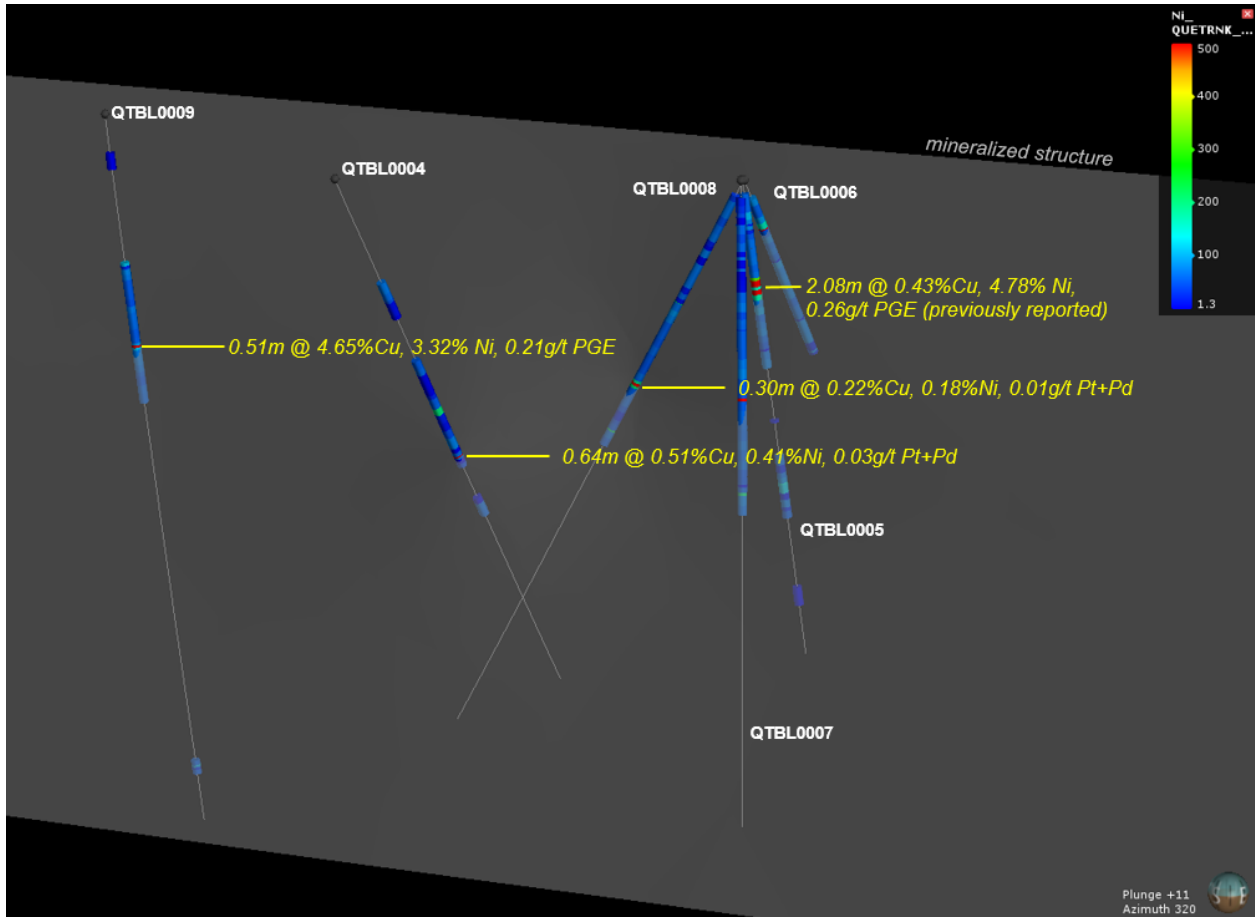 Ni_
QUETRNK_...
500
400
300
200
100
1.3
QTBL0009
mineralized structure
QTBL0004
QTBL0008
QTBL0006
2.08m @ 0.43%Cu, 4.78% Ni,
0.26g/t PGE (previously reported)
0.51m @ 4.65%Cu, 3.32% Ni, 0.21g/t PGE
0.30m @ 0.22%Cu, 0.18%Ni, 0.01g/t Pt+Pd
0.64m @ 0.51%Cu, 0.41%Ni, 0.03g/t Pt+Pd
QTBL0005
QTBL0007
Plunge +11
Azimuth 320